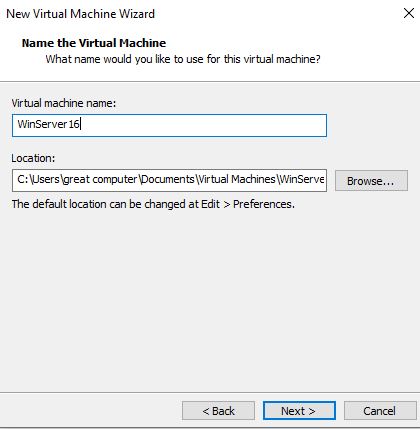 New Virtual Machine Wizard
Name the Virtual Machine
What name would you like to use for this virtual machine?
Virtual machine name:
WinServer16
Location:
C:\Users\great computer\Documents\Virtual Machines\WinServe
Browse...
The default location can be changed at Edit > Preferences.
< Back
Next >
Cancel